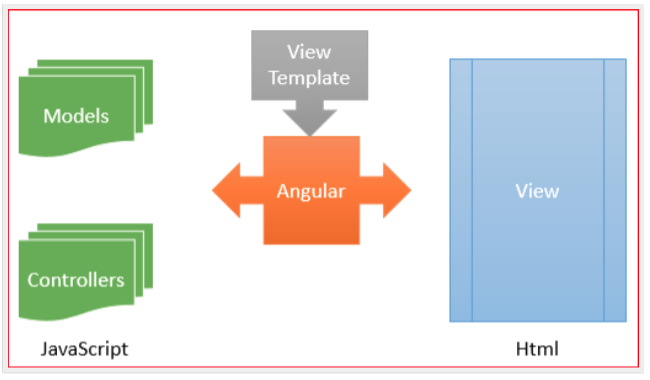 View
Template
Models
Angular
View
Controllers
JavaScript
Html